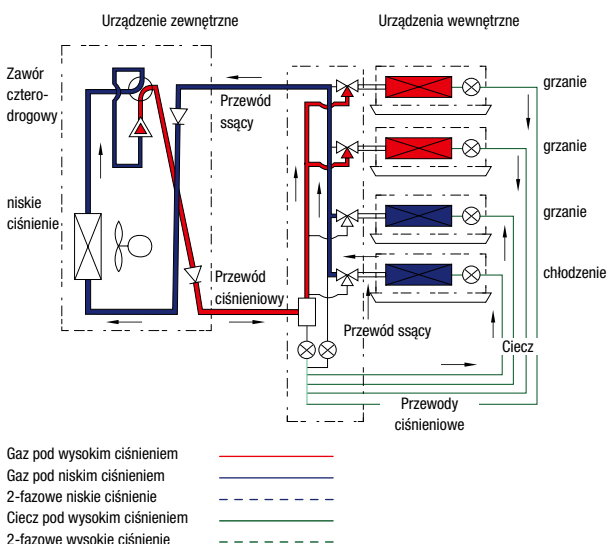 Urządzenie zewnętrzne
Urządzenia wewnętrzne
Zawór
cztero-
drogowy
Przewód
ssący
grzanie
grzanie
niskie
ciśnienie
grzanie
chłodzenie
Przewód
ciśnieniowy
Przewód ssący
Ciecz
Przewody
ciśnieniowe
Gaz pod wysokim ciśnieniem
Gaz pod niskim ciśnieniem
2-fazowe niskie ciśnienie
Ciecz pod wysokim ciśnieniem
2-fazowe wysokie ciśnienie